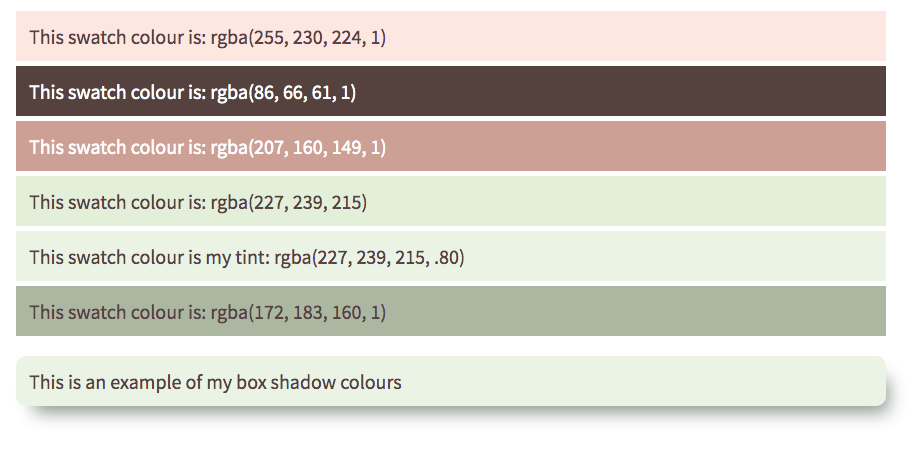 This swatch colour is: rgba(255, 230, 224, 1)
This swatch colour is: rgba(86, 66, 61, 1)
This swatch colour is: rgba(207, 160, 149, 1)
This swatch colour is: rgba(227, 239, 215)
This swatch colour is my tint: rgba(227, 239, 215, .80)
This swatch colour is: rgba(172, 183, 160, 1)
This is an example of my box shadow colours